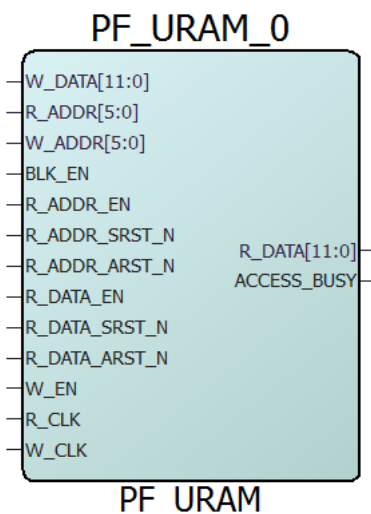 PF_URAM_0
W_DATA[11:0]
R_ADDR[5:0]
W_ADDR[5:0]
BLK_EN
R_ADDR_EN
R_ADDR_SRST_N
R_ADDR_ARST_N
R_DATA_EN
R_DATA_SRST_N
R_DATA_ARST_N
W_EN
R_CLK
W_CLK
R_DATA[11:0]
ACCESS_BUSY
PF_URAM